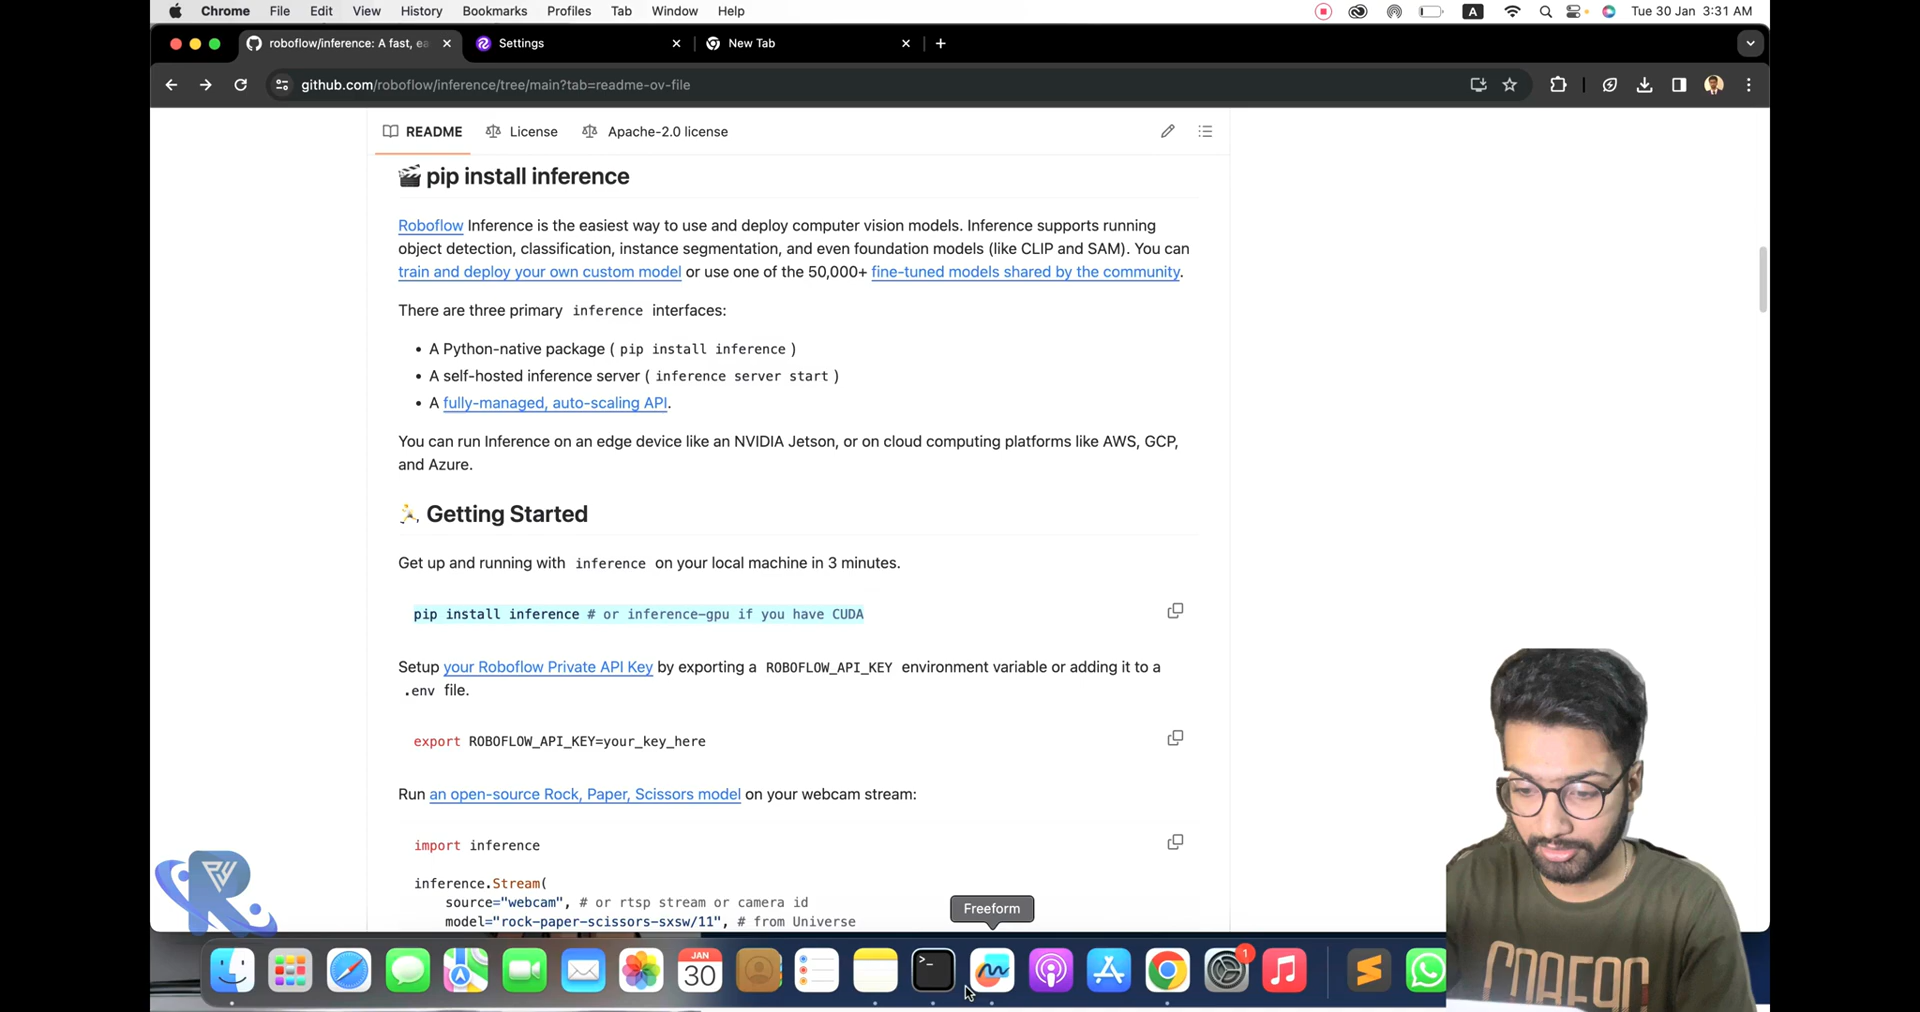 Chrome File Edit View History Bookmarks Profiles Tab Window Help
A Tue 30 Jan 3:31 AM
roboflow/inference: A fast, ea Settings New Tab
github.com/roboflow/inference/tree/main?tab=readme-ov-file
README License Apache-2.0 license
pip install inference
Roboflow Inference is the easiest way to use and deploy computer vision models. Inference supports running
object detection, classification, instance segmentation, and even foundation models (like CLIP and SAM). You can
train and deploy your own custom model or use one of the 50,000+ fine-tuned models shared by the community.
There are three primary inference interfaces:
• A Python-native package ( pip install inference )
• A self-hosted inference server ( inference server start )
• A fully-managed, auto-scaling API.
You can run Inference on an edge device like an NVIDIA Jetson, or on cloud computing platforms like AWS, GCP,
and Azure.
Getting Started
Get up and running with inference on your local machine in 3 minutes.
pip install inference # or inference-gpu if you have CUDA
Setup your Roboflow Private API Key by exporting a ROBOFLOW_API_KEY environment variable or adding it to a
.env file.
export ROBOFLOW_API_KEY=your_key_here
Run an open-source Rock, Paper, Scissors model on your webcam stream:
import inference
inference.Stream(
source="webcam", # or rtsp stream or camera id
model="rock-paper-scissors-sxsw/11", # from Universe
Freeform
JAN
30
1